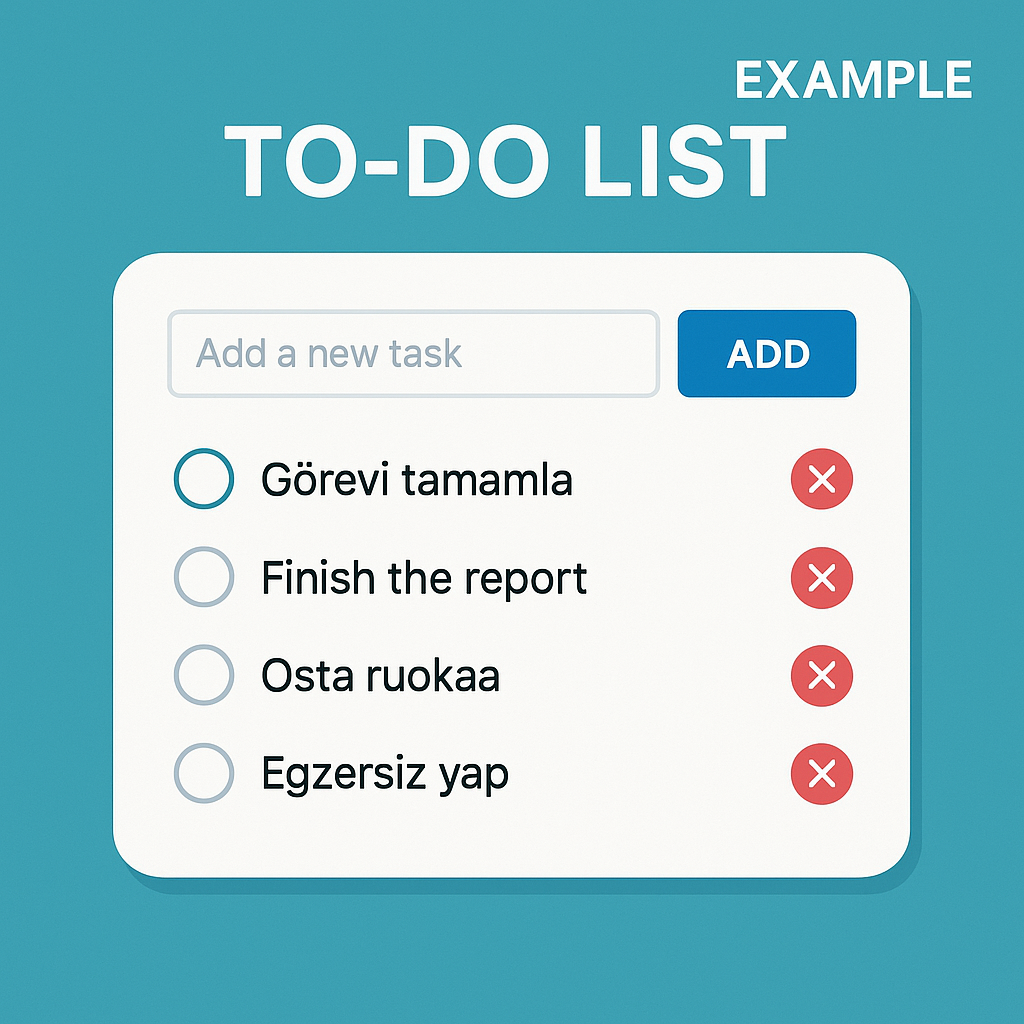 EXAMPLE
TO-DO LIST
Add a new task
ADD
Görevi tamamla
Finish the report
Osta ruokaa
Egzersiz yap